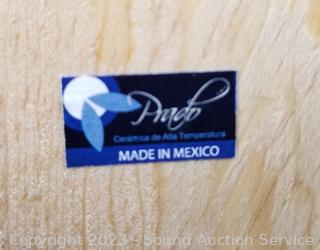 Prado
Cerámica de Alta Temperatura
MADE IN MEXICO
Copyright 2023 - Sound Auction Service